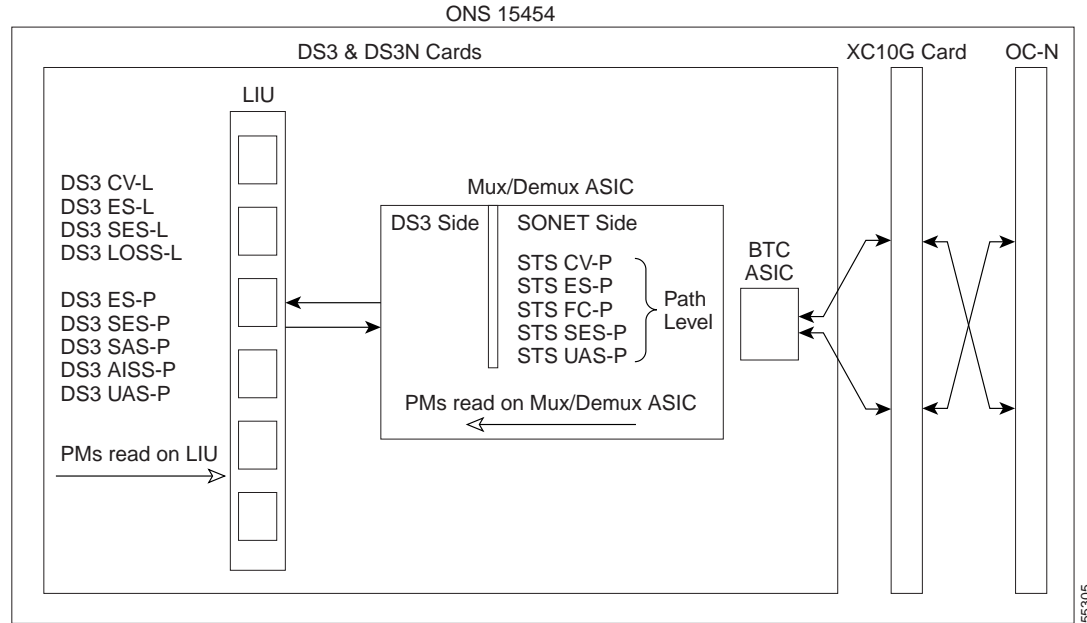 ONS 15454
DS3 & DS3N Cards
XC10G Card
OC-N
LIU
DS3 CV-L
DS3 ES-L
DS3 SES-L
DS3 LOSS-L
DS3 ES-P
DS3 SES-P
DS3 SAS-P
DS3 AISS-P
DS3 UAS-P
PMs read on LIU
Mux/Demux ASIC
DS3 Side
SONET Side
STS CV-P
STS ES-P
STS FC-P
STS SES-P
STS UAS-P
Path
Level
PMs read on Mux/Demux ASIC
BTC
ASIC
55305